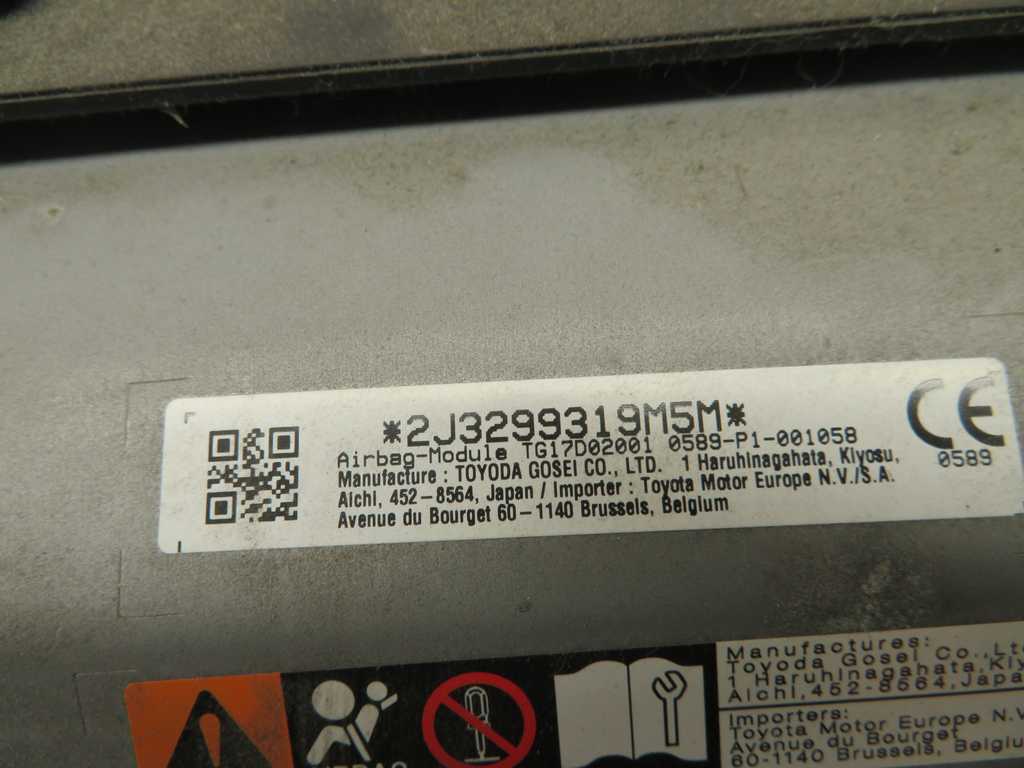 *2J3299319M5M*
Airbag-Module TG17D02001 0589-P1-001058
Manufacture : TOYODA GOSEI CO., LTD. 1 Haruhinagahata, Kiyosu,
Aichi, 452-8564, Japan / Importer : Toyota Motor Europe N.V./S.A.
Avenue du Bourget 60-1140 Brussels, Belgium
CE
0589
Manufactures:
Toyoda Gosei Co.,Lt
1 Haruhinagahata,Kiy
Aichi,452-8564,Japa
Importers:
Toyota Motor Europe N.V
Avenue du Bourget
60-1140 Brussels, Belgiu